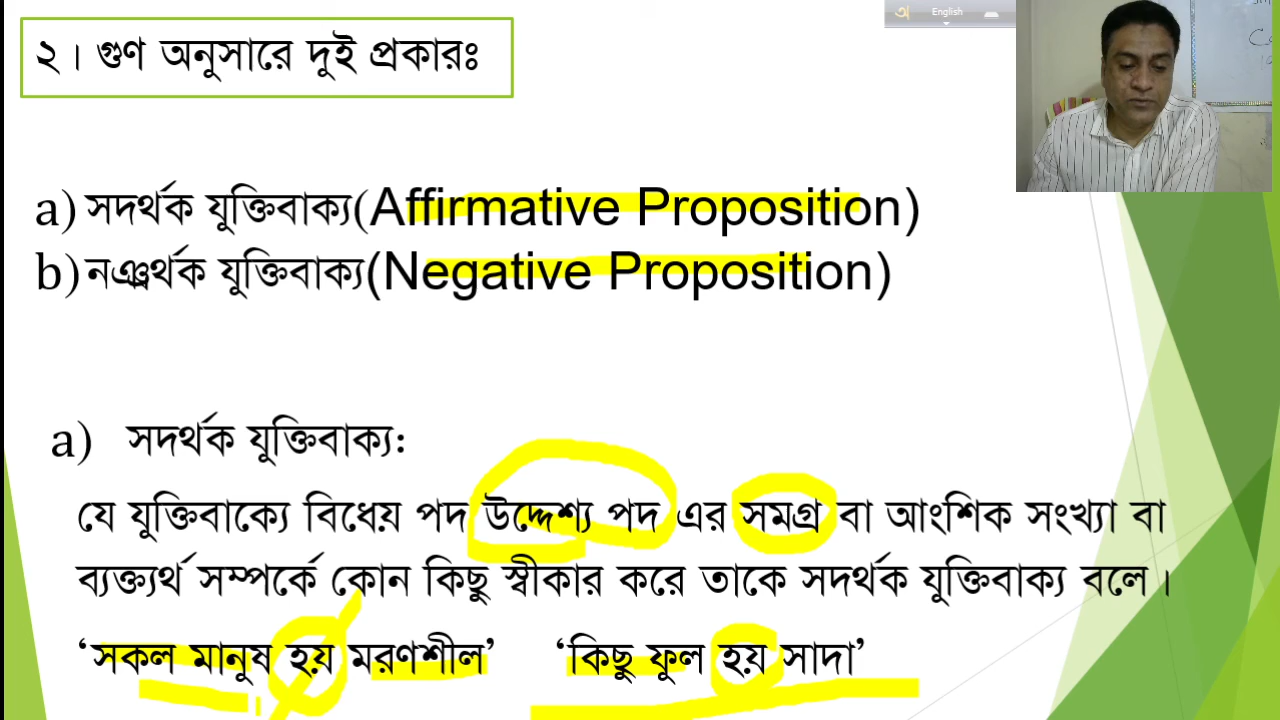 ২। গুণ অনুসারে দুই প্রকারঃ
English
a) সদর্থক যুক্তিবাক্য(Affirmative Proposition)
b) নঞর্থক যুক্তিবাক্য(Negative Proposition)
a) সদর্থক যুক্তিবাক্য:
যে যুক্তিবাক্যে বিধেয় পদ উদ্দেশ্য পদ এর সমগ্র বা আংশিক সংখ্যা বা
ব্যক্ত্যর্থ সম্পর্কে কোন কিছু স্বীকার করে তাকে সদর্থক যুক্তিবাক্য বলে।
‘সকল মানুষ হয় মরণশীল’ ‘কিছু ফুল হয় সাদা’